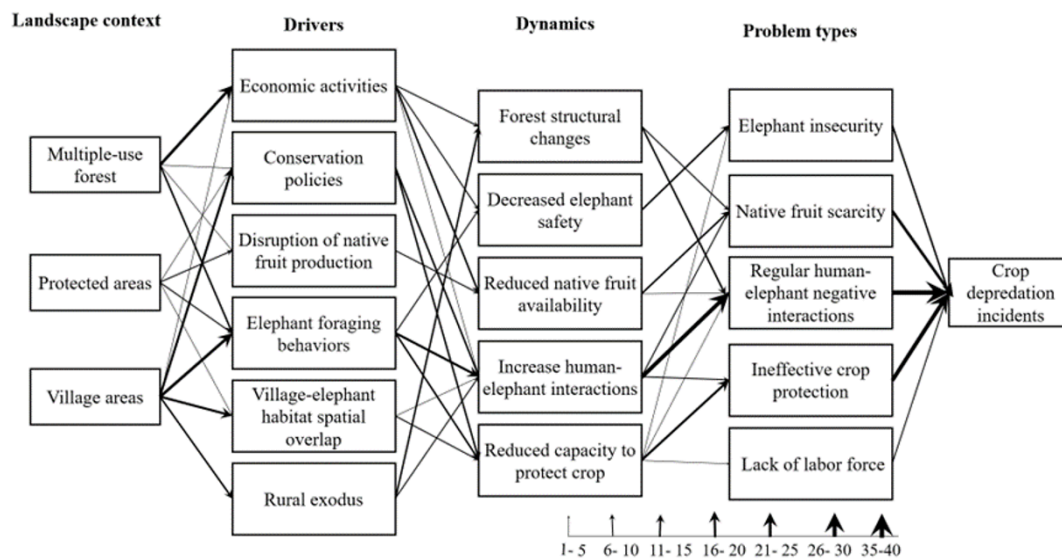 Landscape context
Drivers
Dynamics
Problem types
Multiple-use
forest
Protected areas
Village areas
Economic activities
Conservation
policies
Disruption of native
fruit production
Elephant foraging
behaviors
Village-elephant
habitat spatial
overlap
Rural exodus
Forest structural
changes
Decreased elephant
safety
Reduced native fruit
availability
Increase human-
elephant interactions
Reduced capacity to
protect crop
Elephant insecurity
Native fruit scarcity
Regular human-
elephant negative
interactions
Ineffective crop
protection
Lack of labor force
Crop
depredation
incidents
1- 5 6- 10 11- 15 16- 20 21- 25 26- 30 35-40